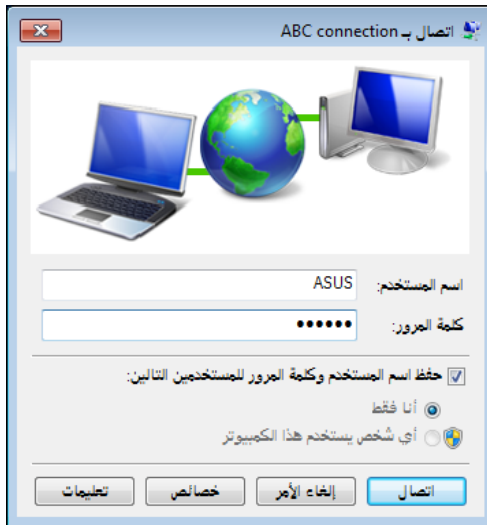 اتصال بـ ABC connection
اسم المستخدم: ASUS
كلمة المرور: ••••••
حفظ اسم المستخدم وكلمة المرور للمستخدمين التاليين:
أنا فقط
أي شخص يستخدم هذا الكمبيوتر
اتصال إلغاء الأمر خصائص تعليمات